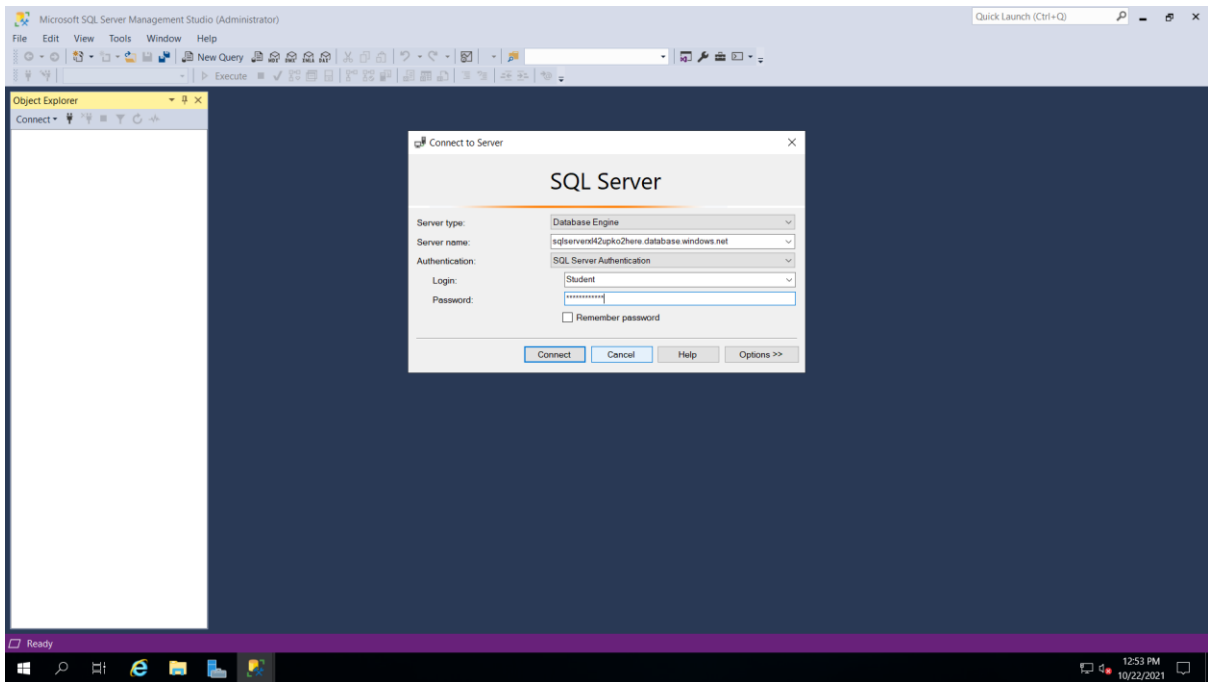 Microsoft SQL Server Management Studio (Administrator)
Quick Launch (Ctrl+Q)
File Edit View Tools Window Help
New Query
Execute
Object Explorer
Connect
Connect to Server
SQL Server
Server type: Database Engine
Server name: sqlserverxl42upko2here.database.windows.net
Authentication: SQL Server Authentication
Login: Student
Password: ************
Remember password
Connect Cancel Help Options >>
Ready
12:53 PM
10/22/2021